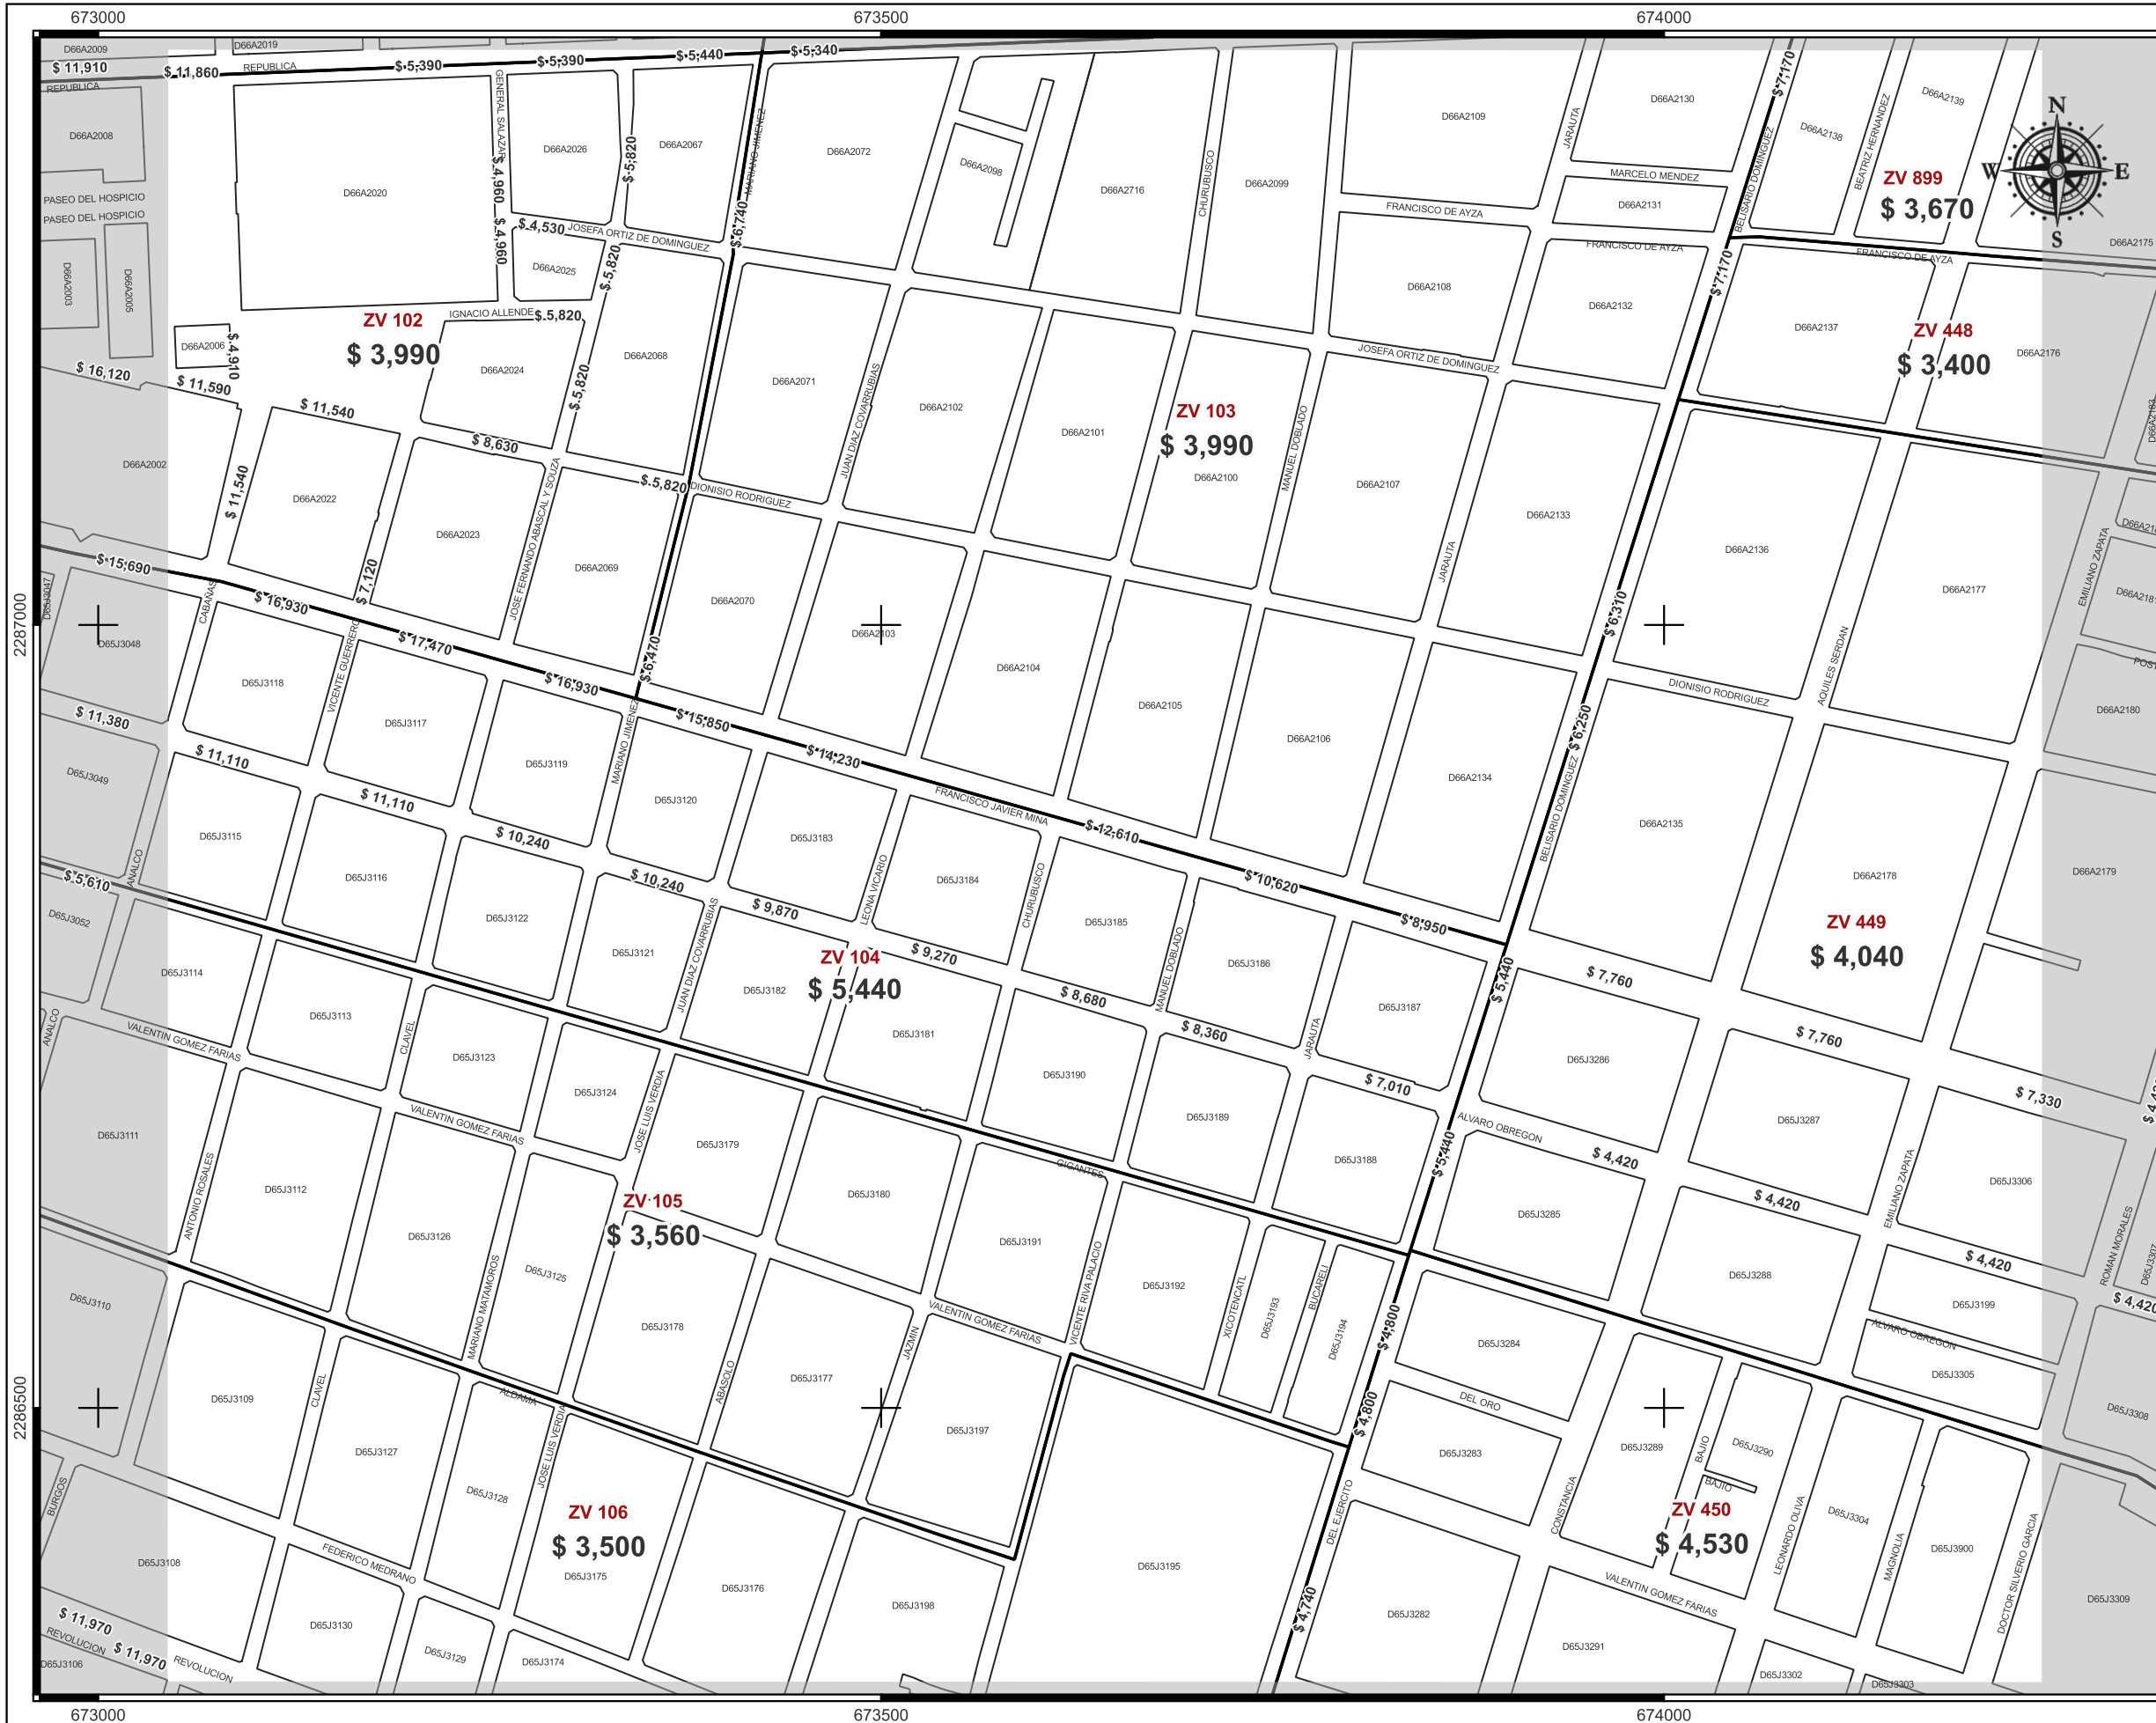 673000
673500
674000
D66A2009
D66A2019
$ 11,910
$ 11,860
REPUBLICA
$ 5,390
$ 5,390
$ 5,440
$ 5,340
REPUBLICA
D66A2008
GENERAL SALAZAR
D66A2026
$ 5,820
D66A2067
MARIANO JIMENEZ
D66A2072
D66A2098
D66A2716
CHURUBUSCO
D66A2099
D66A2109
JARAUTA
D66A2130
$ 7,170
D66A2138
BEATRIZ HERNANDEZ
D66A2139
N
W
E
S
ZV 899
$ 3,670
MARCELO MENDEZ
BELISARIO DOMINGUEZ
D66A2020
$ 4,960
PASEO DEL HOSPICIO
PASEO DEL HOSPICIO
D66A2131
FRANCISCO DE AYZA
$ 4,960
$ 4,530
JOSEFA ORTIZ DE DOMINGUEZ
$ 6,740
FRANCISCO DE AYZA
FRANCISCO DE AYZA
D66A2175
D66A2003
D66A2005
D66A2025
$ 5,820
$ 7,170
D66A2108
D66A2132
IGNACIO ALLENDE
$ 5,820
ZV 102
$ 3,990
D66A2006
$ 4,910
D66A2068
D66A2137
ZV 448
$ 3,400
D66A2176
$ 16,120
$ 11,590
D66A2024
$ 5,820
D66A2071
JUAN DIAZ COVARRUBIAS
JOSEFA ORTIZ DE DOMINGUEZ
$ 11,540
D66A2102
ZV 103
$ 3,990
MANUEL DOBLADO
D66A2183
D66A2101
$ 8,630
D66A2002
$ 11,540
D66A2022
$ 5,820
DIONISIO RODRIGUEZ
D66A2100
D66A2107
D66A2133
D66A2023
JOSE FERNANDO ABASCAL Y SOUZA
D66A2136
$ 15,690
D66A2069
$ 7,120
JARAUTA
EMILIANO ZAPATA
D66A2177
D65J3047
CABAÑAS
$ 16,930
D66A2070
$ 6,310
2287000
D65J3048
$ 17,470
D66A2103
D66A2104
$ 6,470
AQUILES SERDAN
D65J3118
VICENTE GUERRERO
$ 16,930
DIONISIO RODRIGUEZ
$ 11,380
D65J3117
$ 15,850
D66A2105
D66A2180
MARIANO JIMENEZ
$ 6,250
D66A2106
$ 11,110
D65J3119
$ 14,230
D66A2134
D65J3049
$ 11,110
D65J3120
FRANCISCO JAVIER MINA
BELISARIO DOMINGUEZ
D66A2135
D65J3115
$ 10,240
D65J3183
$ 12,610
ANALCO
$ 5,610
D65J3116
$ 10,240
LEONA VICARIO
D65J3184
CHURUBUSCO
$ 10,620
D66A2178
D66A2179
D65J3052
D65J3122
$ 9,870
D65J3185
$ 8,950
ZV 449
$ 4,040
D65J3121
JUAN DIAZ COVARRUBIAS
ZV 104
$ 5,440
$ 9,270
MANUEL DOBLADO
D65J3186
D65J3114
D65J3182
$ 5,440
$ 7,760
$ 8,680
D65J3187
D65J3113
ANALCO
VALENTIN GOMEZ FARIAS
CLAVEL
D65J3181
$ 8,360
JARAUTA
$ 7,760
D65J3123
D65J3286
D65J3124
D65J3190
$ 7,010
$ 7,330
JOSE LUIS VERDIA
D65J3111
VALENTIN GOMEZ FARIAS
D65J3179
D65J3189
ALVARO OBREGON
D65J3287
$ 5,440
$ 4,420
D65J3188
GIGANTES
D65J3112
ANTONIO ROSALES
ZV 105
$ 3,560
D65J3180
EMILIANO ZAPATA
D65J3306
$ 4,420
D65J3285
D65J3126
D65J3191
ROMAN MORALES
D65J3307
D65J3125
VICENTE RIVA PALACIO
D65J3192
D65J3288
$ 4,420
D65J3110
MARIANO MATAMOROS
XICOTENCATL
D65J3193
BUCARELI
D65J3199
$ 4,420
VALENTIN GOMEZ FARIAS
D65J3178
D65J3194
$ 4,800
ALVARO OBREGON
JAZMIN
D65J3284
D65J3305
D65J3177
ABASOLO
2286500
D65J3109
CLAVEL
ALDAMA
DEL ORO
$ 4,800
D65J3308
JOSE LUIS VERDIA
D65J3197
D65J3127
D65J3283
D65J3289
BAJIO
D65J3290
BAJIO
D65J3128
BURGOS
ZV 106
$ 3,500
CONSTANCIA
ZV 450
$ 4,530
DEL EJERCITO
LEONARDO OLIVA
D65J3304
MAGNOLIA
D65J3900
DOCTOR SILVERIO GARCIA
D65J3108
FEDERICO MEDRANO
D65J3175
D65J3176
D65J3195
VALENTIN GOMEZ FARIAS
D65J3198
$ 4,740
D65J3282
D65J3309
$ 11,970
D65J3130
REVOLUCION
D65J3129
D65J3291
D65J3106
$ 11,970
REVOLUCION
D65J3174
D65J3302
D65J3303
673000
673500
674000